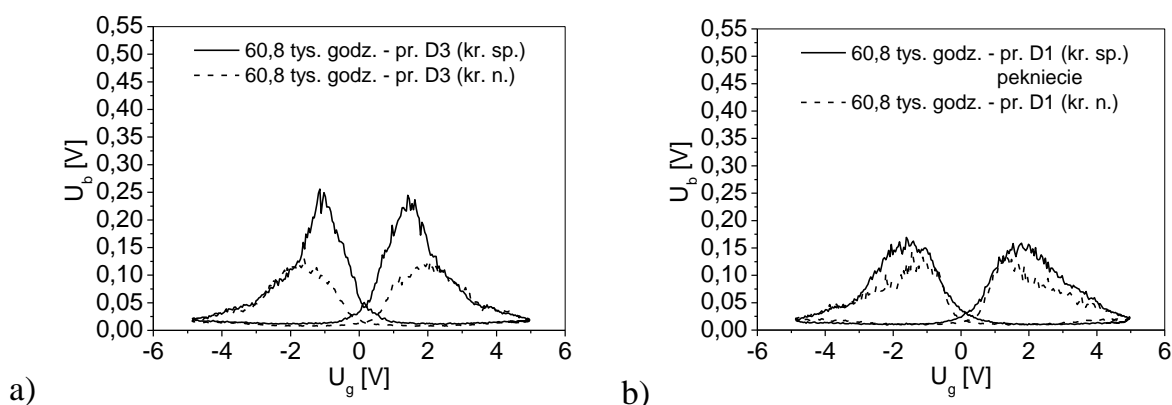 0,55
0,50
0,45
0,40
0,35
0,30
0,25
0,20
0,15
0,10
0,05
0,00
U_b [V]
60,8 tys. godz. - pr. D3 (kr. sp.)
60,8 tys. godz. - pr. D3 (kr. n.)
-6 -4 -2 0 2 4 6
U_g [V]
a)
0,55
0,50
0,45
0,40
0,35
0,30
0,25
0,20
0,15
0,10
0,05
0,00
U_b [V]
60,8 tys. godz. - pr. D1 (kr. sp.)
pekniecie
60,8 tys. godz. - pr. D1 (kr. n.)
-6 -4 -2 0 2 4 6
U_g [V]
b)